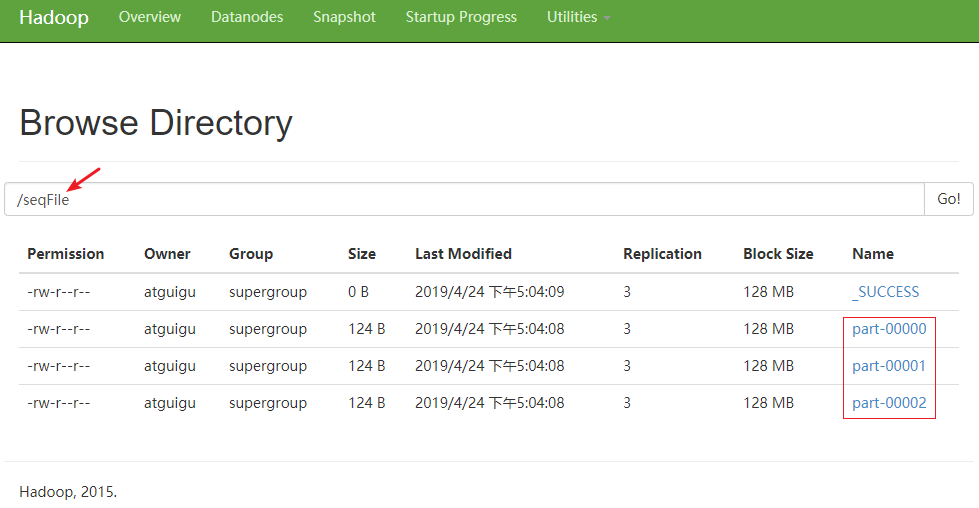 Hadoop Overview Datanodes Snapshot Startup Progress Utilities
Browse Directory
/seqFile Go!
Permission Owner Group Size Last Modified Replication Block Size Name
-rw-r--r-- atguigu supergroup 0 B 2019/4/24 下午5:04:09 3 128 MB _SUCCESS
-rw-r--r-- atguigu supergroup 124 B 2019/4/24 下午5:04:08 3 128 MB part-00000
-rw-r--r-- atguigu supergroup 124 B 2019/4/24 下午5:04:08 3 128 MB part-00001
-rw-r--r-- atguigu supergroup 124 B 2019/4/24 下午5:04:08 3 128 MB part-00002
Hadoop, 2015.